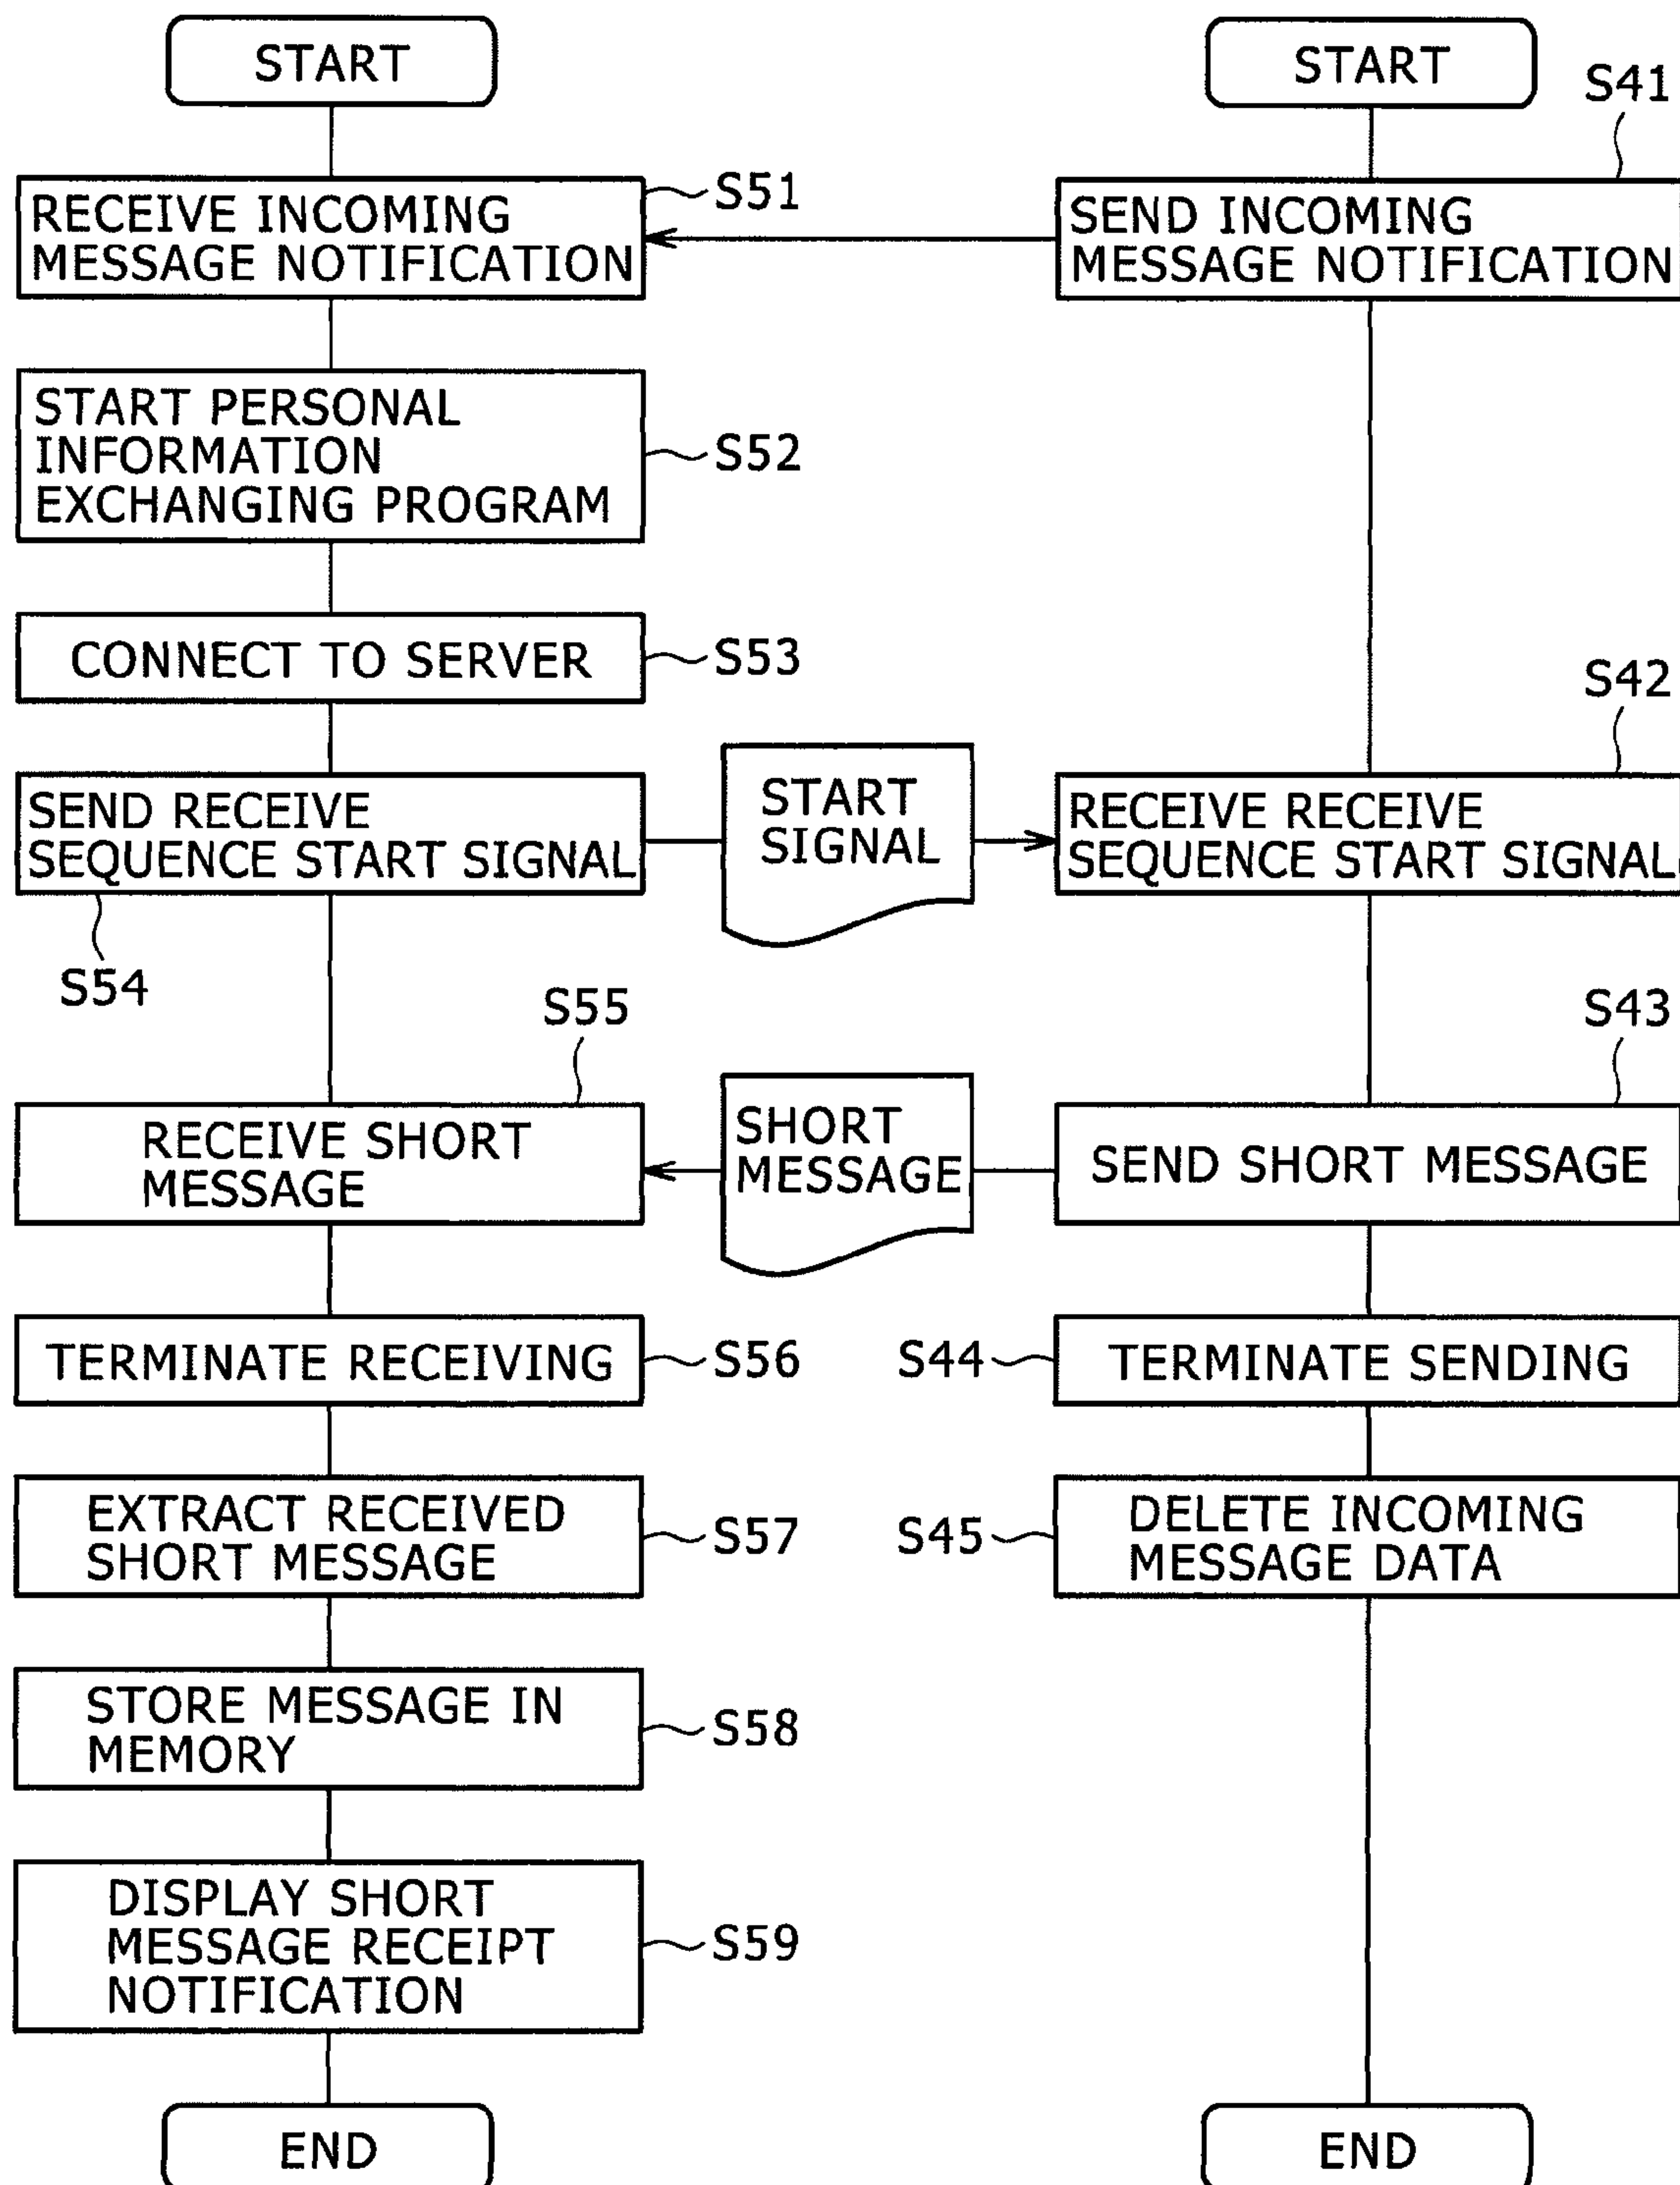 START
START
S41
RECEIVE INCOMING
MESSAGE NOTIFICATION
S51
SEND INCOMING
MESSAGE NOTIFICATION
START PERSONAL
INFORMATION
EXCHANGING PROGRAM
S52
CONNECT TO SERVER
S53
S42
SEND RECEIVE
SEQUENCE START SIGNAL
START
SIGNAL
RECEIVE RECEIVE
SEQUENCE START SIGNAL
S54
S55
S43
RECEIVE SHORT
MESSAGE
SHORT
MESSAGE
SEND SHORT MESSAGE
TERMINATE RECEIVING
S56
S44
TERMINATE SENDING
EXTRACT RECEIVED
SHORT MESSAGE
S57
S45
DELETE INCOMING
MESSAGE DATA
STORE MESSAGE IN
MEMORY
S58
DISPLAY SHORT
MESSAGE RECEIPT
NOTIFICATION
S59
END
END